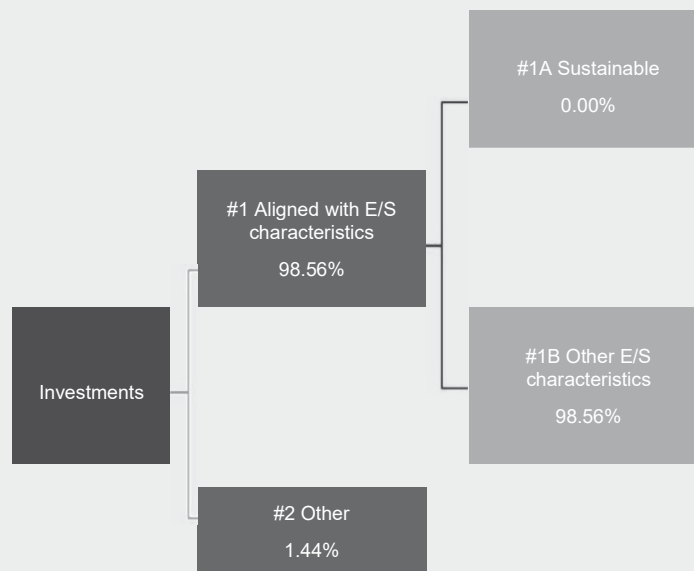 #1A Sustainable
0.00%
#1 Aligned with E/S
characteristics
98.56%
Investments
#1B Other E/S
characteristics
98.56%
#2 Other
1.44%